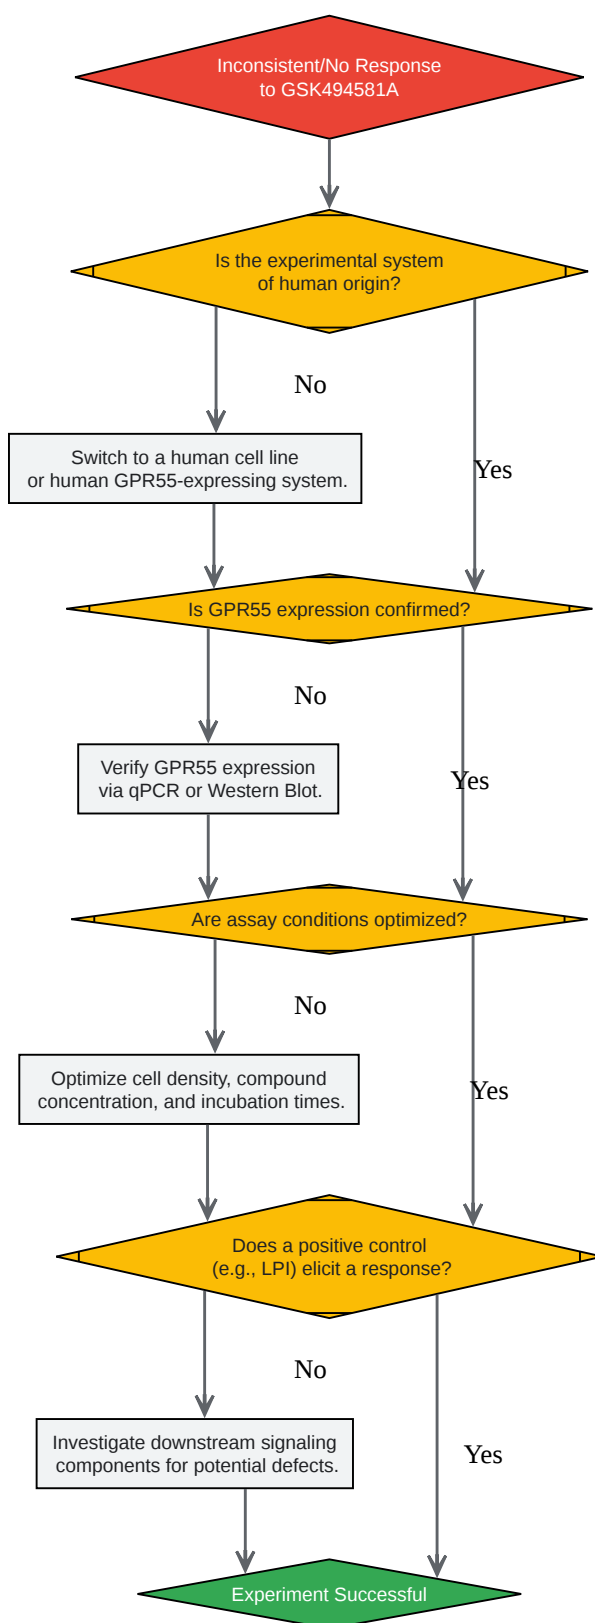 Inconsistent/No Response
to GSK494581A
Is the experimental system
of human origin?
No
Switch to a human cell line
or human GPR55-expressing system.
Yes
Is GPR55 expression confirmed?
No
Verify GPR55 expression
via qPCR or Western Blot.
Yes
Are assay conditions optimized?
No
Optimize cell density, compound
concentration, and incubation times.
Yes
Does a positive control
(e.g., LPI) elicit a response?
No
Investigate downstream signaling
components for potential defects.
Yes
Experiment Successful